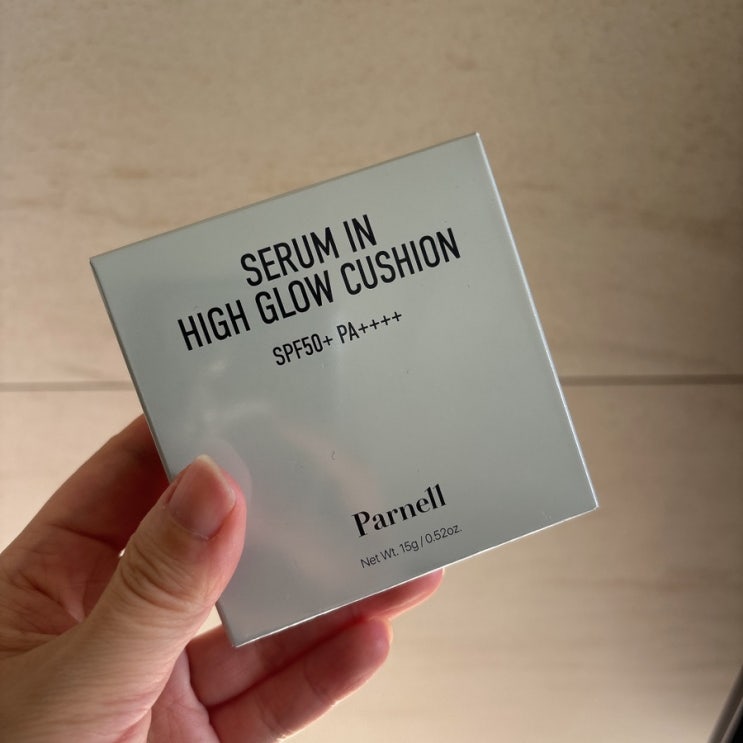 SERUM IN
HIGH GLOW CUSHION
SPF50+ PA++++
Parnell
Net Wt. 15g / 0.52oz.